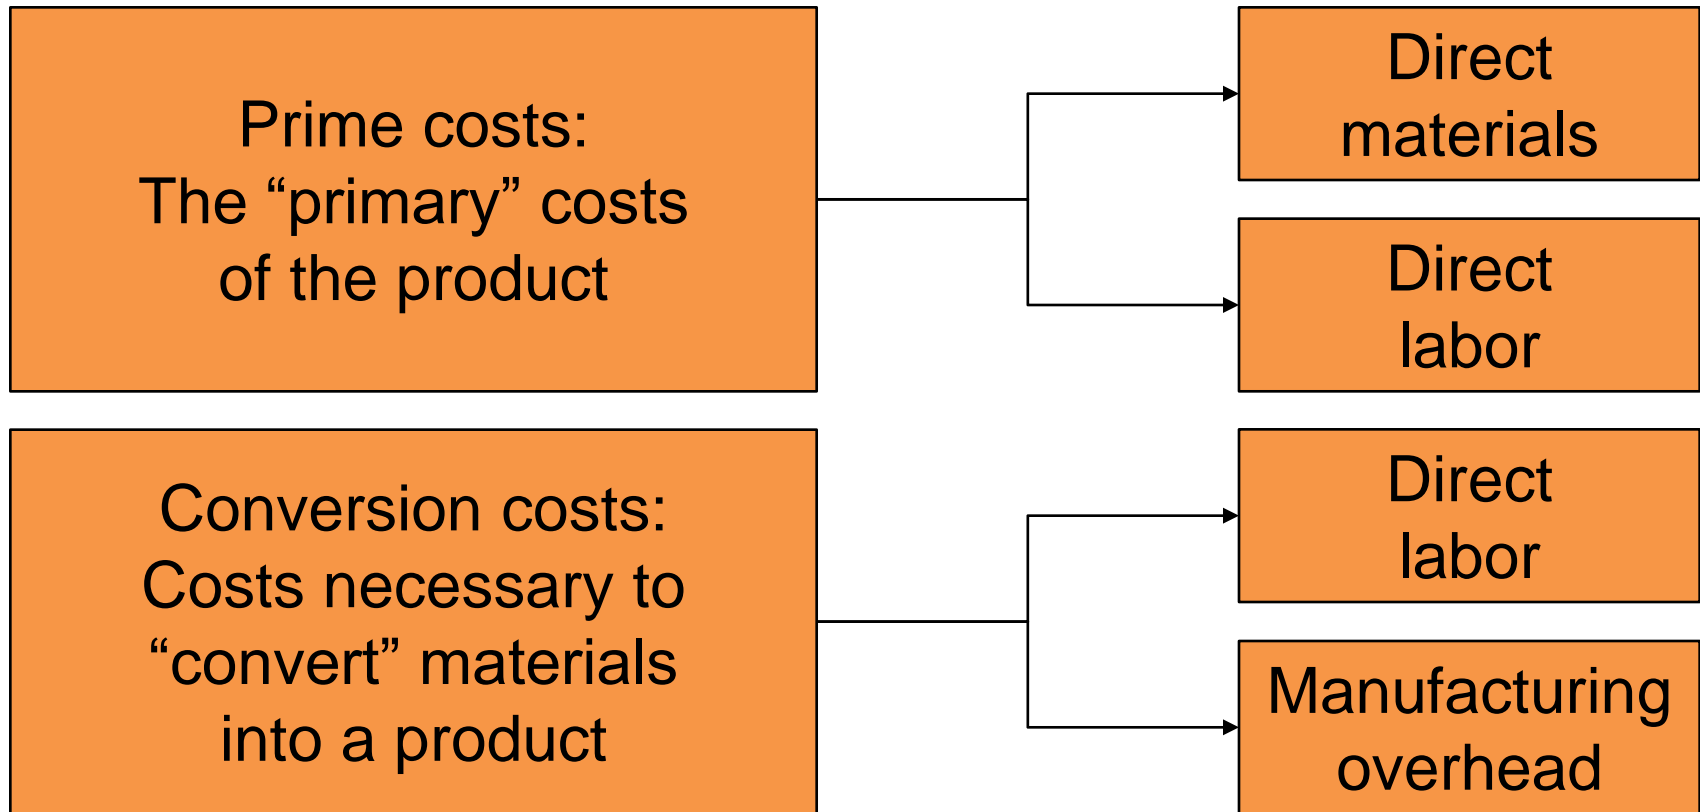 Prime costs:
The “primary” costs
of the product
Direct
materials
Direct
labor
Conversion costs:
Costs necessary to
“convert” materials
into a product
Direct
labor
Manufacturing
overhead